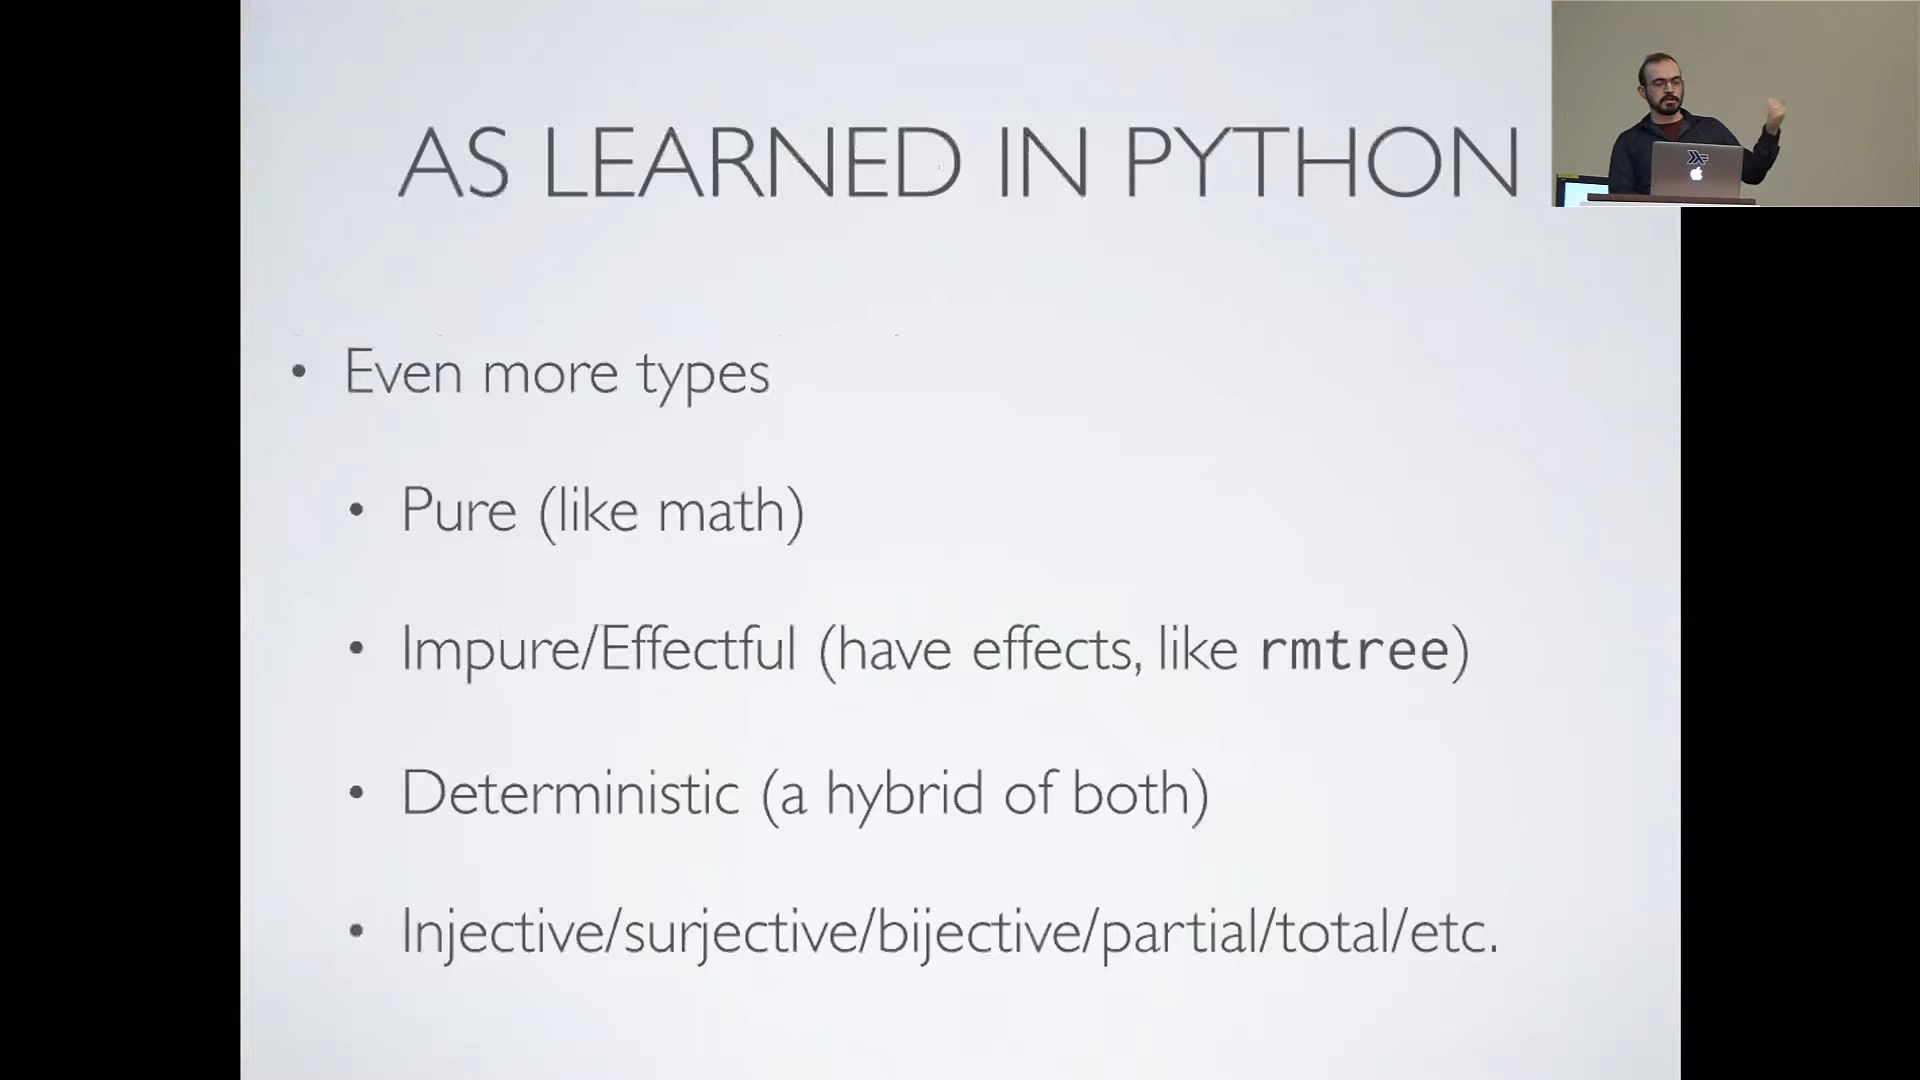 AS LEARNED IN PYTHON
• Even more types
• Pure (like math)
• Impure/Effectful (have effects, like rmtree)
• Deterministic (a hybrid of both)
• Injective/surjective/bijective/partial/total/etc.